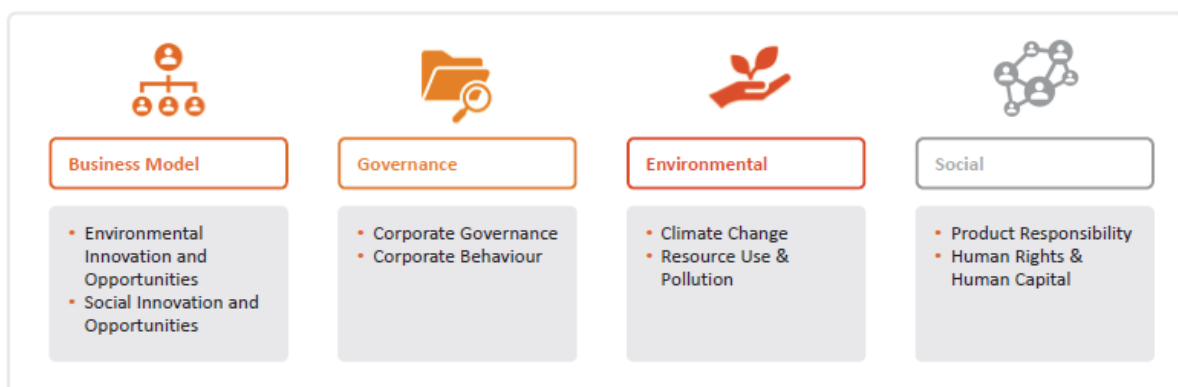 Business Model
• Environmental
Innovation and
Opportunities
• Social Innovation and
Opportunities
Governance
• Corporate Governance
• Corporate Behaviour
Environmental
• Climate Change
• Resource Use &
Pollution
Social
• Product Responsibility
• Human Rights &
Human Capital